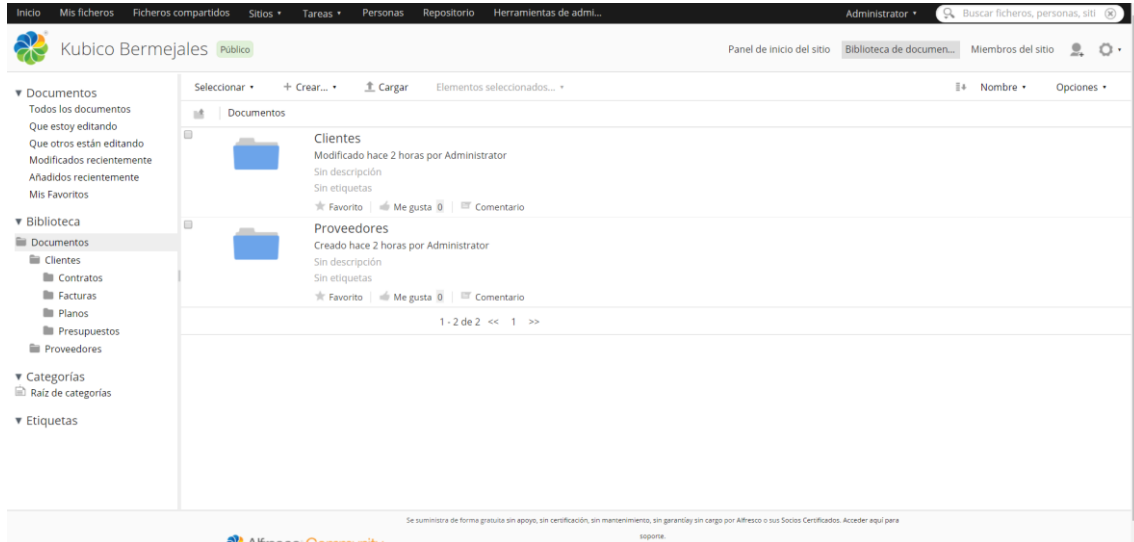 Inicio Mis ficheros Ficheros compartidos Sitios Tareas Personas Repositorio Herramientas de admi... Administrator Buscar ficheros, personas, siti
Kubico Bermejales Público Panel de inicio del sitio Biblioteca de documen... Miembros del sitio
Seleccionar + Crear... Cargar Elementos seleccionados... Nombre Opciones
Documentos
Todos los documentos
Que estoy editando
Que otros están editando
Modificados recientemente
Añadidos recientemente
Mis Favoritos
Biblioteca
Documentos
Clientes
Contratos
Facturas
Planos
Presupuestos
Proveedores
Categorías
Raíz de categorías
Etiquetas
Documentos
Clientes
Modificado hace 2 horas por Administrator
Sin descripción
Sin etiquetas
Favorito Me gusta 0 Comentario
Proveedores
Creado hace 2 horas por Administrator
Sin descripción
Sin etiquetas
Favorito Me gusta 0 Comentario
1 - 2 de 2 << 1 >>
Se suministra de forma gratuita sin apoyo, sin certificación, sin mantenimiento, sin garantíay sin cargo por Alfresco o sus Socios Certificados. Acceder aquí para
soporte.
Alfresco Community